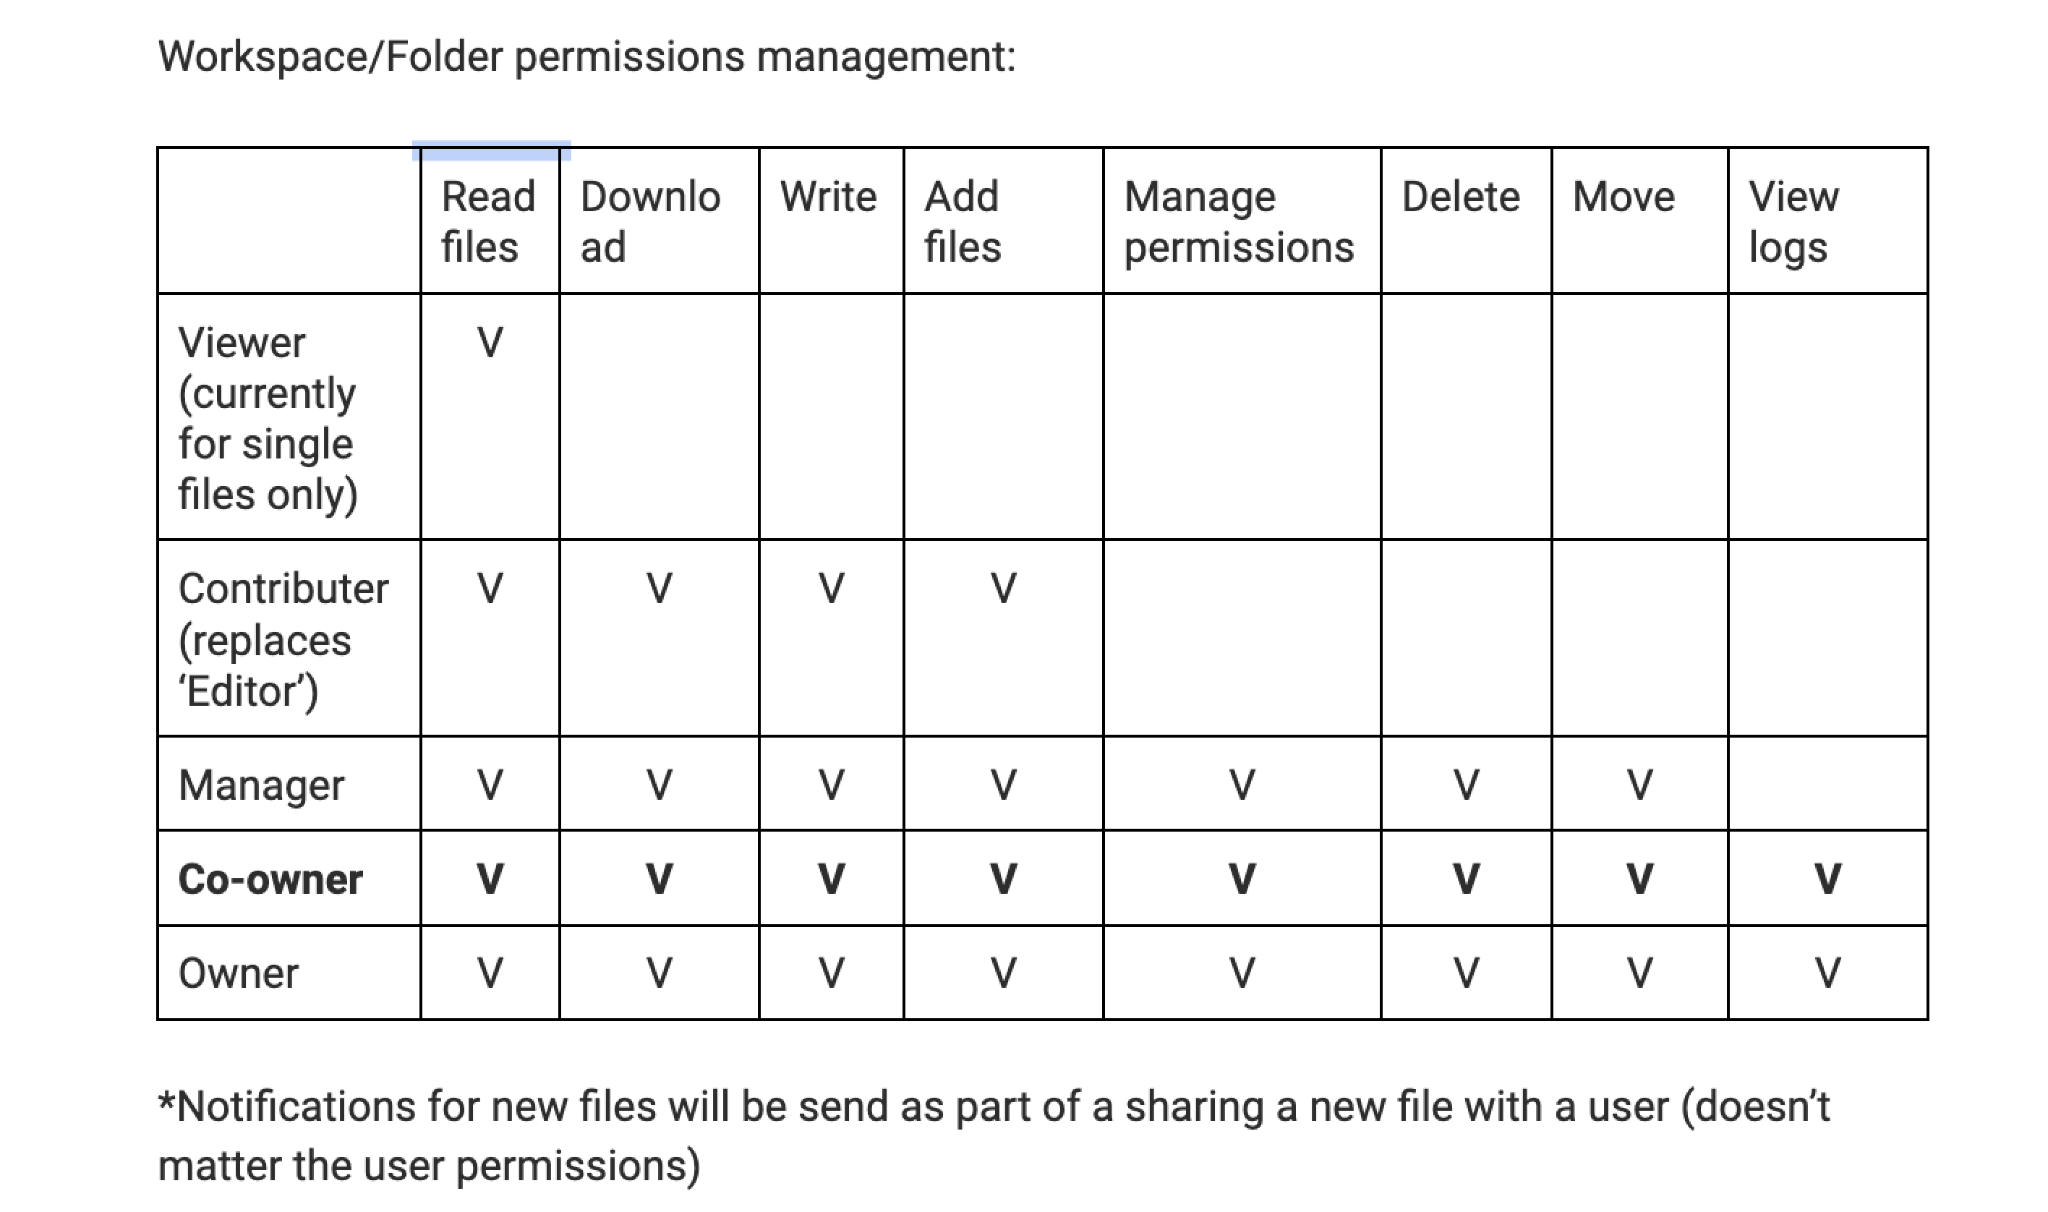 Workspace/Folder permissions management:
Read files Downlo ad Write Add files Manage permissions Delete Move View logs
Viewer (currently for single files only) V
Contributer (replaces ‘Editor’) V V V V
Manager V V V V V V V
Co-owner V V V V V V V V
Owner V V V V V V V V
*Notifications for new files will be send as part of a sharing a new file with a user (doesn’t
matter the user permissions)